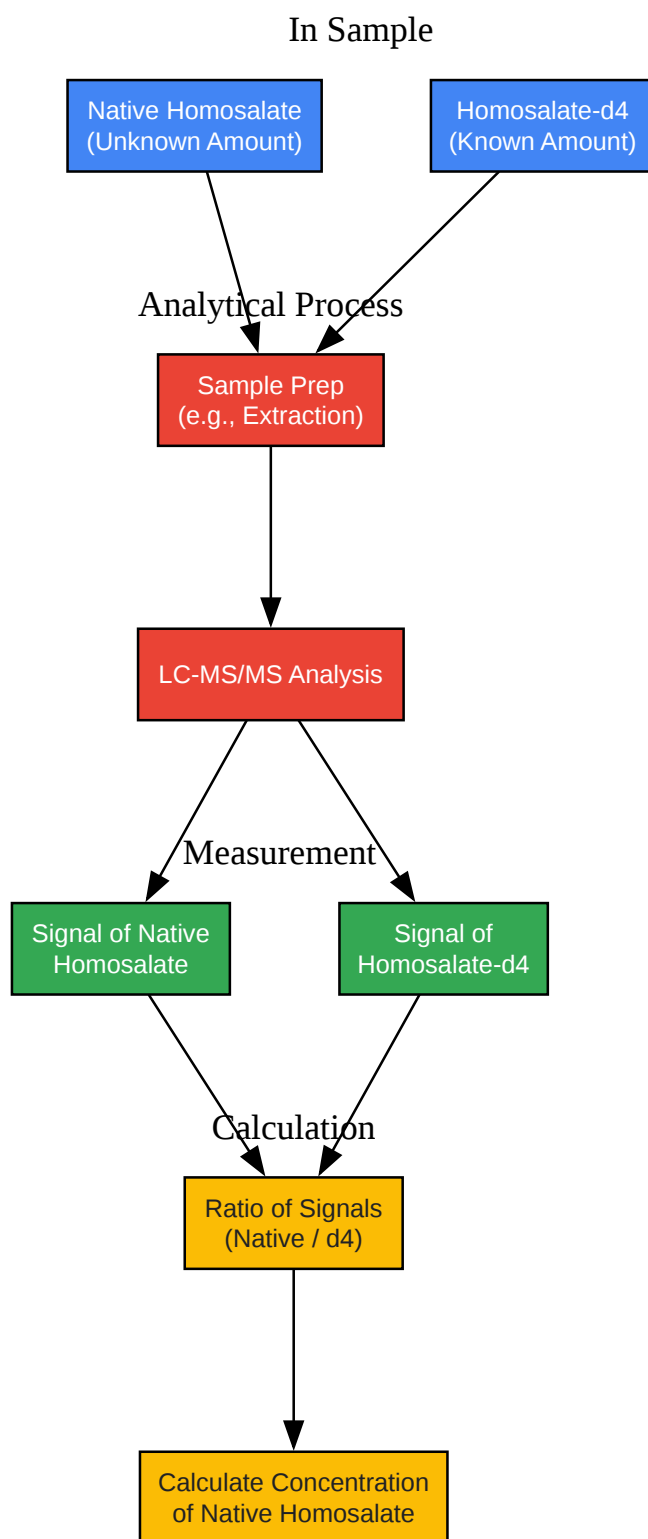 In Sample
Native Homosalate
(Unknown Amount)
Homosalate-d4
(Known Amount)
Analytical Process
Sample Prep
(e.g., Extraction)
LC-MS/MS Analysis
Measurement
Signal of Native
Homosalate
Signal of
Homosalate-d4
Calculation
Ratio of Signals
(Native / d4)
Calculate Concentration
of Native Homosalate